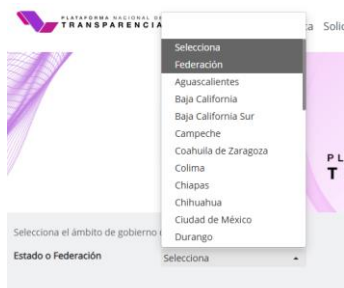 PLATAFORMA NACIONAL DE
TRANSPARENCIA
Selecciona
Federación
Aguascalientes
Baja California
Baja California Sur
Campeche
Coahuila de Zaragoza
Colima
Chiapas
Chihuahua
Ciudad de México
Durango
P L
T
Selecciona el ámbito de gobierno
Estado o Federación
Selecciona